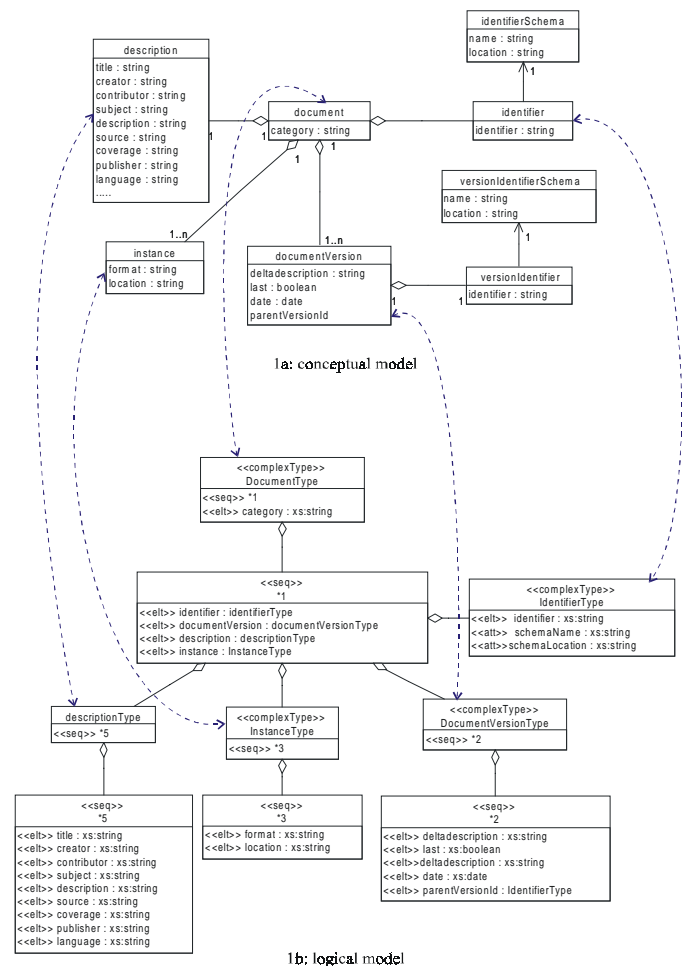 identifierSchema
name : string
location : string
1
description
title : string
creator : string
contributor : string
subject : string
description : string
source : string
coverage : string
publisher : string
language : string
.....
1
1
document
category : string
1
1
identifier
identifier : string
versionIdentifierSchema
name : string
location : string
1
1..n
instance
format : string
location : string
1..n
documentVersion
deltadescription : string
last : boolean
date : date
parentVersionId
1
1
versionIdentifier
identifier : string
1a: conceptual model
<<complexType>>
DocumentType
<<seq>> *1
<<elt>> category : xs:string
<<seq>>
*1
<<elt>> identifier : identifierType
<<elt>> documentVersion : documentVersionType
<<elt>> description : descriptionType
<<elt>> instance : InstanceType
<<complexType>>
IdentifierType
<<elt>> identifier : xs:string
<<att>> schemaName : xs:string
<<att>>schemaLocation : xs:string
descriptionType
<<seq>> *5
<<complexType>>
InstanceType
<<seq>> *3
<<complexType>>
DocumentVersionType
<<seq>> *2
<<seq>>
*5
<<elt>> title : xs:string
<<elt>> creator : xs:string
<<elt>> contributor : xs:string
<<elt>> subject : xs:string
<<elt>> description : xs:string
<<elt>> source : xs:string
<<elt>> coverage : xs:string
<<elt>> publisher : xs:string
<<elt>> language : xs:string
<<seq>>
*3
<<elt>> format : xs:string
<<elt>> location : xs:string
<<seq>>
*2
<<elt>> deltadescription : xs:string
<<elt>> last : xs:boolean
<<elt>>deltadescription : xs:string
<<elt>> date : xs:date
<<elt>> parentVersionId : IdentifierType
1b: logical model